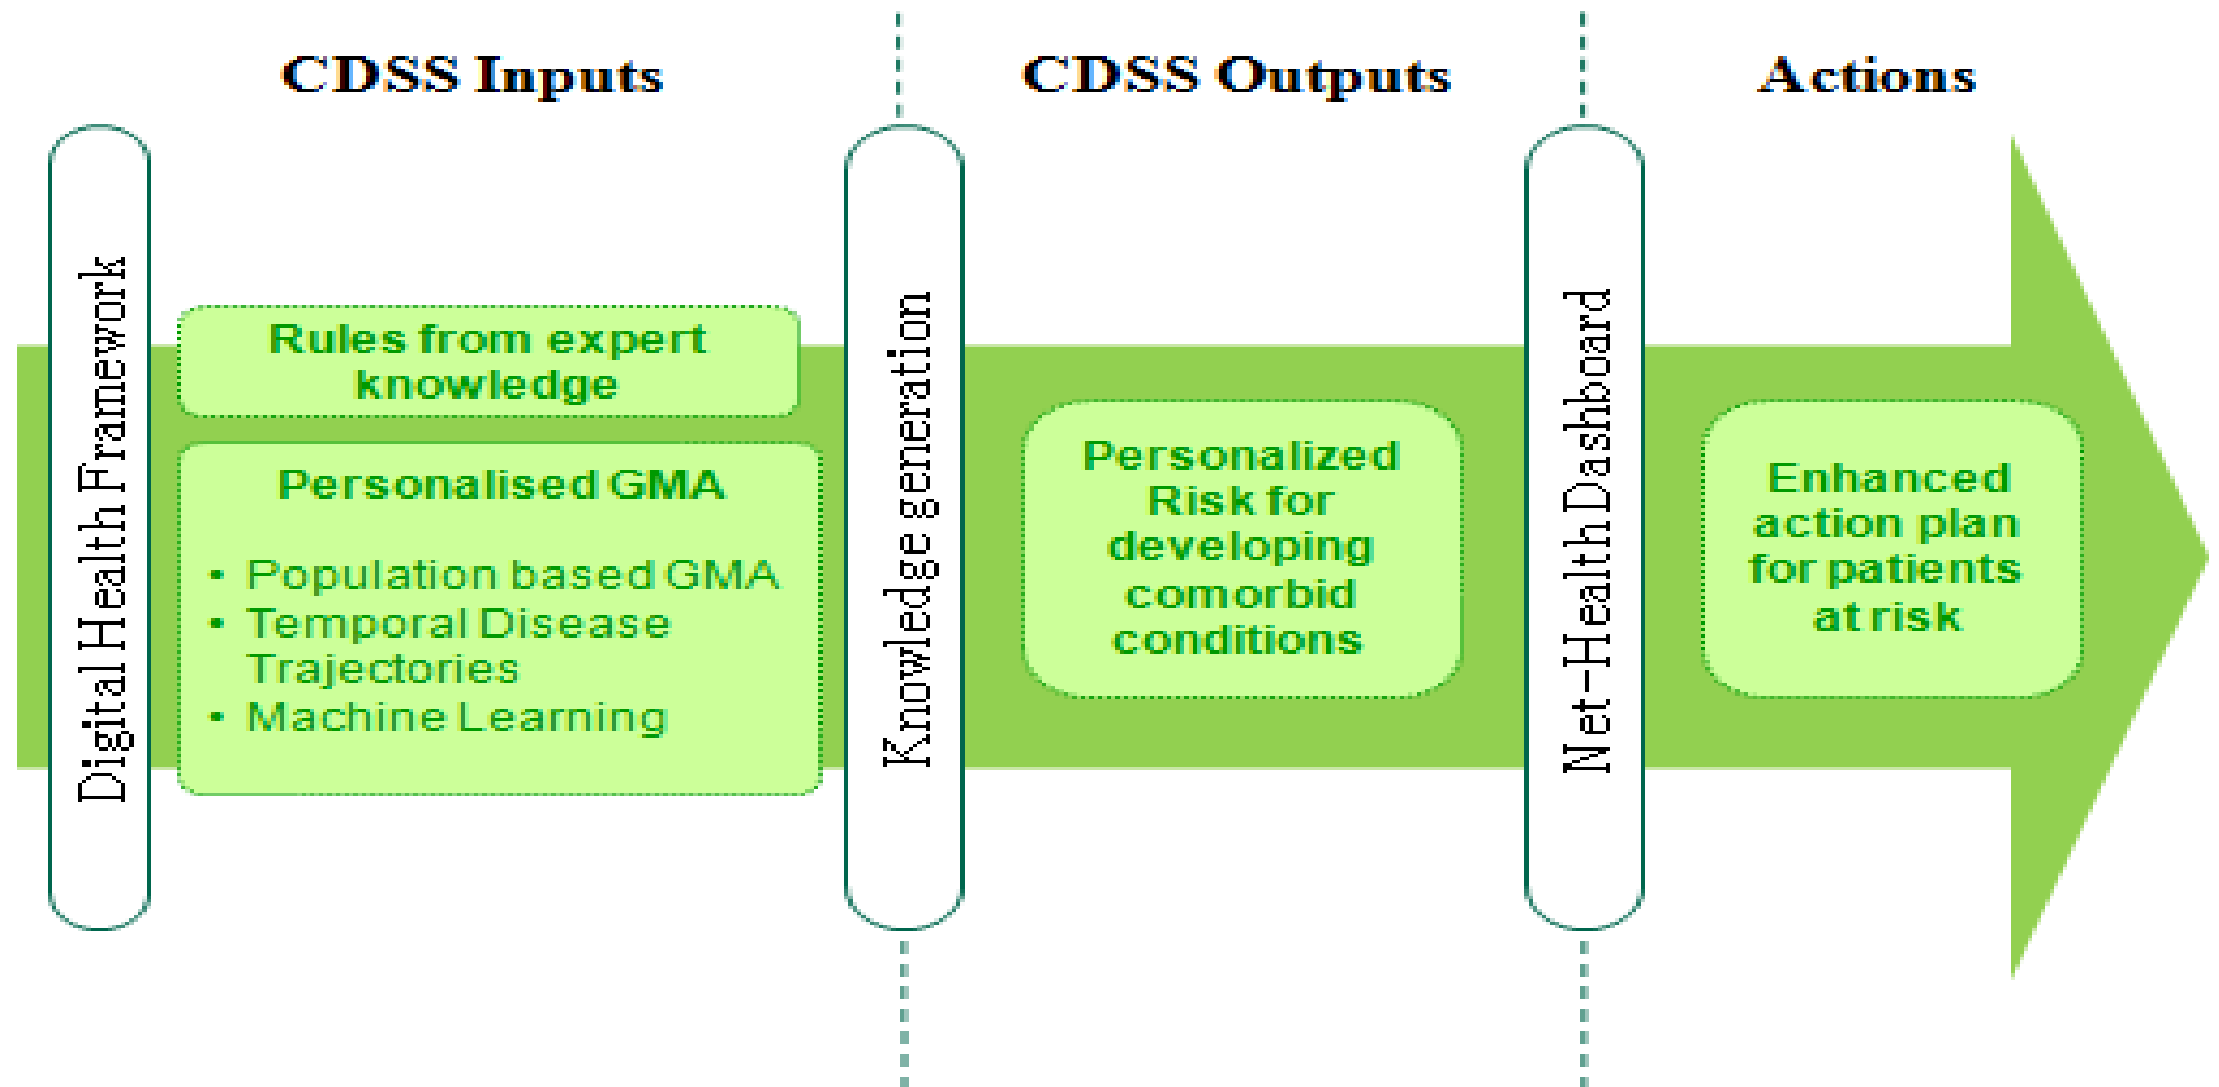 CDSS Inputs
CDSS Outputs
Actions
Digital Health Framework
Rules from expert
knowledge
Personalised GMA
• Population based GMA
• Temporal Disease
Trajectories
• Machine Learning
Knowledge generation
Personalized
Risk for
developing
comorbid
conditions
Net-Health Dashboard
Enhanced
action plan
for patients
at risk